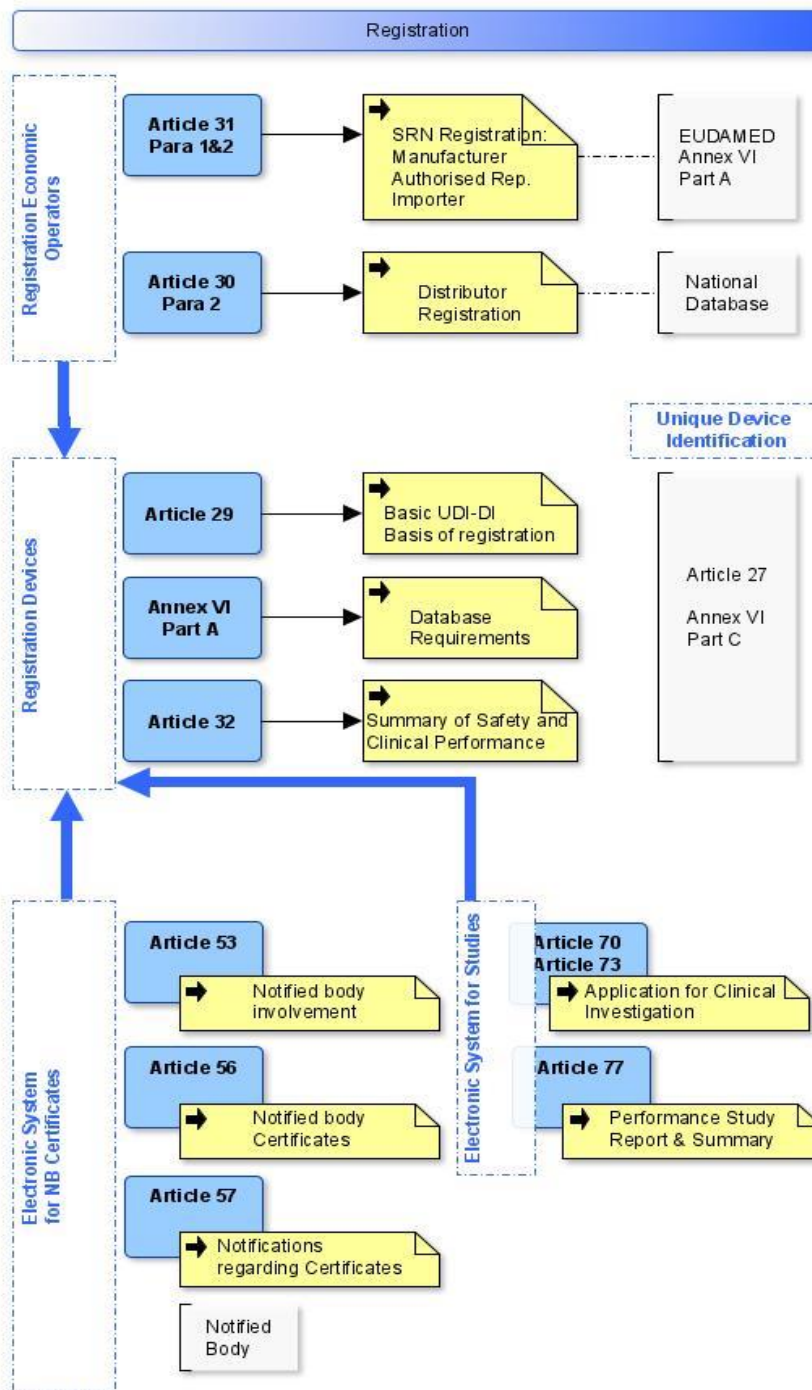 Registration
Registration Economic
Operators
Article 31
Para 1&2
SRN Registration:
Manufacturer
Authorised Rep.
Importer
EUDAMED
Annex VI
Part A
Article 30
Para 2
Distributor
Registration
National
Database
Unique Device
Identification
Registration Devices
Article 29
Basic UDI-DI
Basis of registration
Annex VI
Part A
Database
Requirements
Article 32
Summary of Safety and
Clinical Performance
Article 27
Annex VI
Part C
Electronic System
for NB Certificates
Article 53
Notified body
involvement
Article 56
Notified body
Certificates
Article 57
Notifications
regarding Certificates
Notified
Body
Electronic System for Studies
Article 70
Article 73
Application for Clinical
Investigation
Article 77
Performance Study
Report & Summary